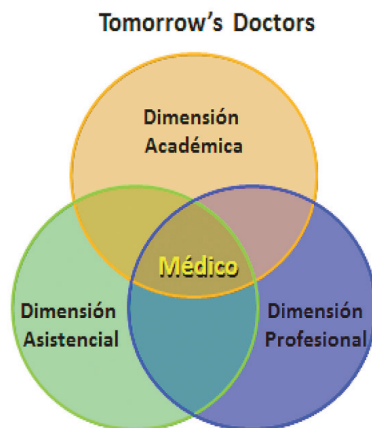 Tomorrow's Doctors
Dimensión
Académica
Médico
Dimensión
Asistencial
Dimensión
Profesional